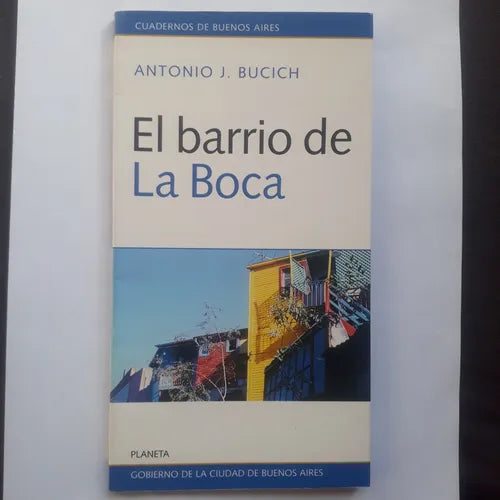 CUADERNOS DE BUENOS AIRES
ANTONIO J. BUCICH
El barrio de
La Boca
PLANETA
GOBIERNO DE LA CIUDAD DE BUENOS AIRES